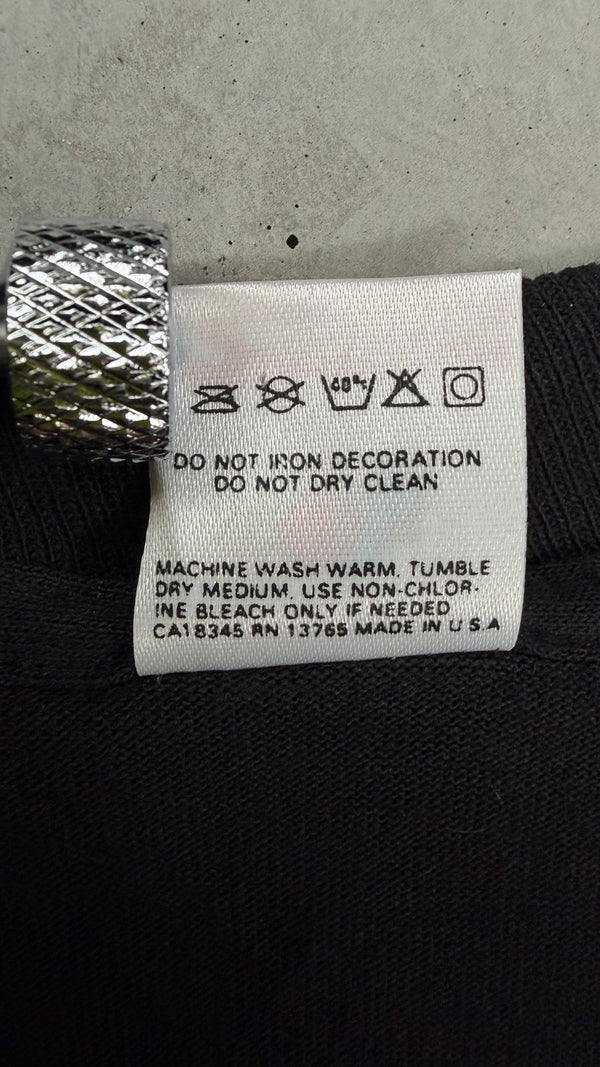 40°c
DO NOT IRON DECORATION
DO NOT DRY CLEAN
MACHINE WASH WARM, TUMBLE
DRY MEDIUM, USE NON-CHLOR-
INE BLEACH ONLY IF NEEDED
CA18345 RN 13765 MADE IN U S A